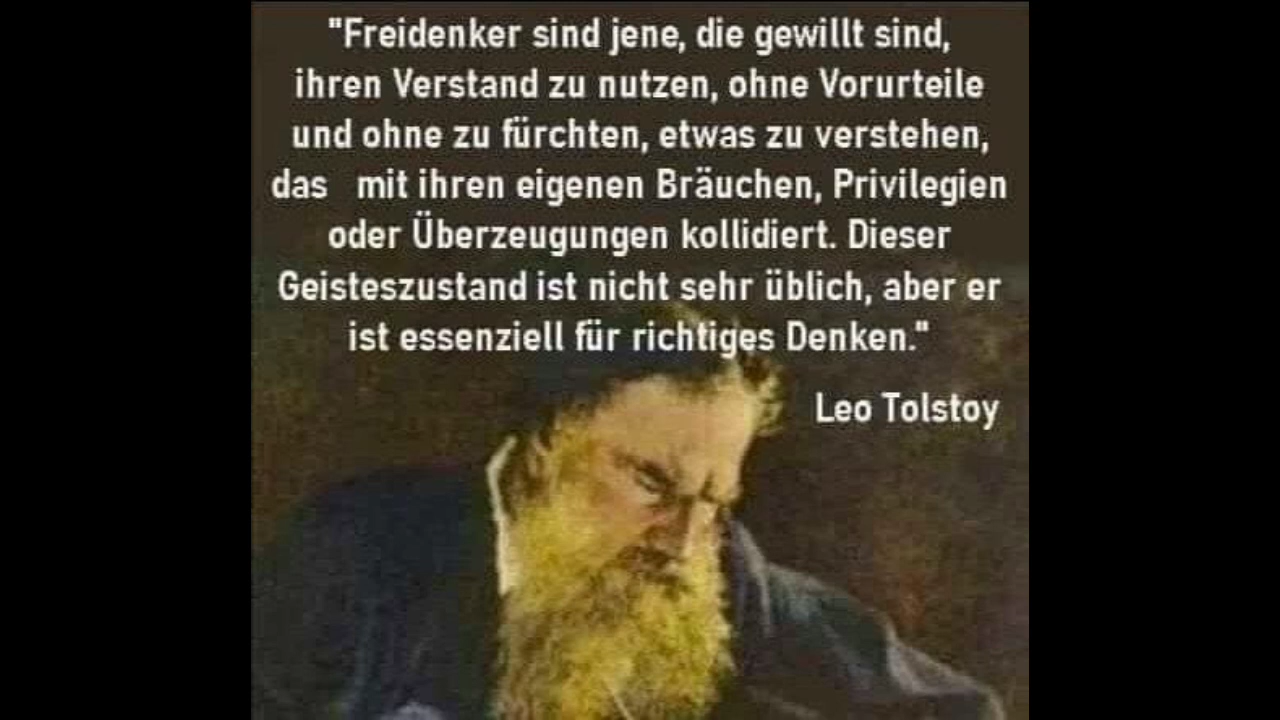 "Freidenker sind jene, die gewillt sind,
ihren Verstand zu nutzen, ohne Vorurteile
und ohne zu fürchten, etwas zu verstehen,
das mit ihren eigenen Bräuchen, Privilegien
oder Überzeugungen kollidiert. Dieser
Geisteszustand ist nicht sehr üblich, aber er
ist essenziell für richtiges Denken."
Leo Tolstoy